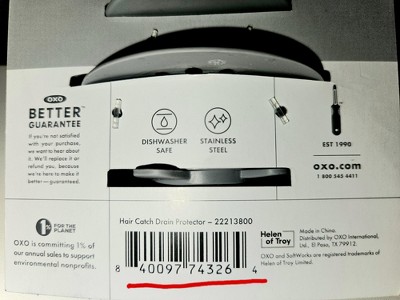 OXO
BETTER
GUARANTEE
If you're not satisfied
with your purchase,
we want to hear about
it. We'll replace it or
refund you, because
we're here to make it
better—guaranteed.
DISHWASHER
SAFE
STAINLESS
STEEL
EST 1990
oxo.com
1 800 545 4411
1%
FOR THE
PLANET
OXO is committing 1% of
our annual sales to support
environmental nonprofits.
Hair Catch Drain Protector – 22213800
8 40097 74326 4
Helen
of Troy
Made in China.
Distributed by OXO International,
Ltd., El Paso, TX 79912.
OXO and SoftWorks are registered trademarks of
Helen of Troy Limited.